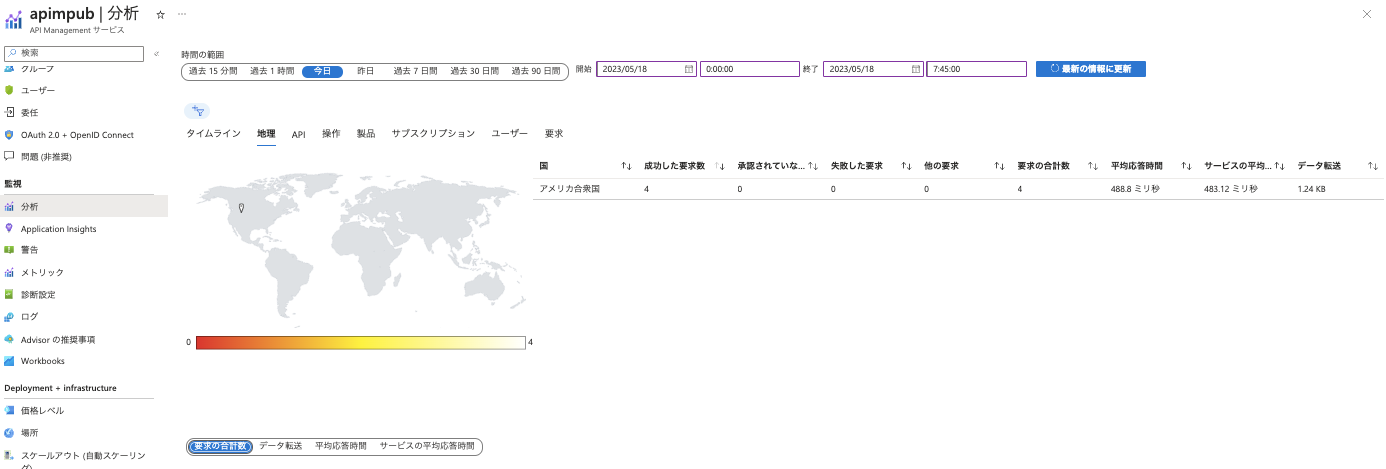 apimpub | 分析
API Management サービス
検索
グループ
ユーザー
委任
OAuth 2.0 + OpenID Connect
問題 (非推奨)
監視
分析
Application Insights
警告
メトリック
診断設定
ログ
Advisor の推奨事項
Workbooks
Deployment + infrastructure
価格レベル
場所
スケールアウト (自動スケーリン
グ)
時間の範囲
過去 15 分間 過去 1 時間 今日 昨日 過去 7 日間 過去 30 日間 過去 90 日間 開始 2023/05/18 0:00:00 終了 2023/05/18 7:45:00 最新の情報に更新
タイムライン 地理 API 操作 製品 サブスクリプション ユーザー 要求
国 成功した要求数 承認されていな... 失敗した要求 他の要求 要求の合計数 平均応答時間 サービスの平均... データ転送
アメリカ合衆国 4 0 0 0 4 488.8 ミリ秒 483.12 ミリ秒 1.24 KB
0 4
要求の合計数 データ転送 平均応答時間 サービスの平均応答時間